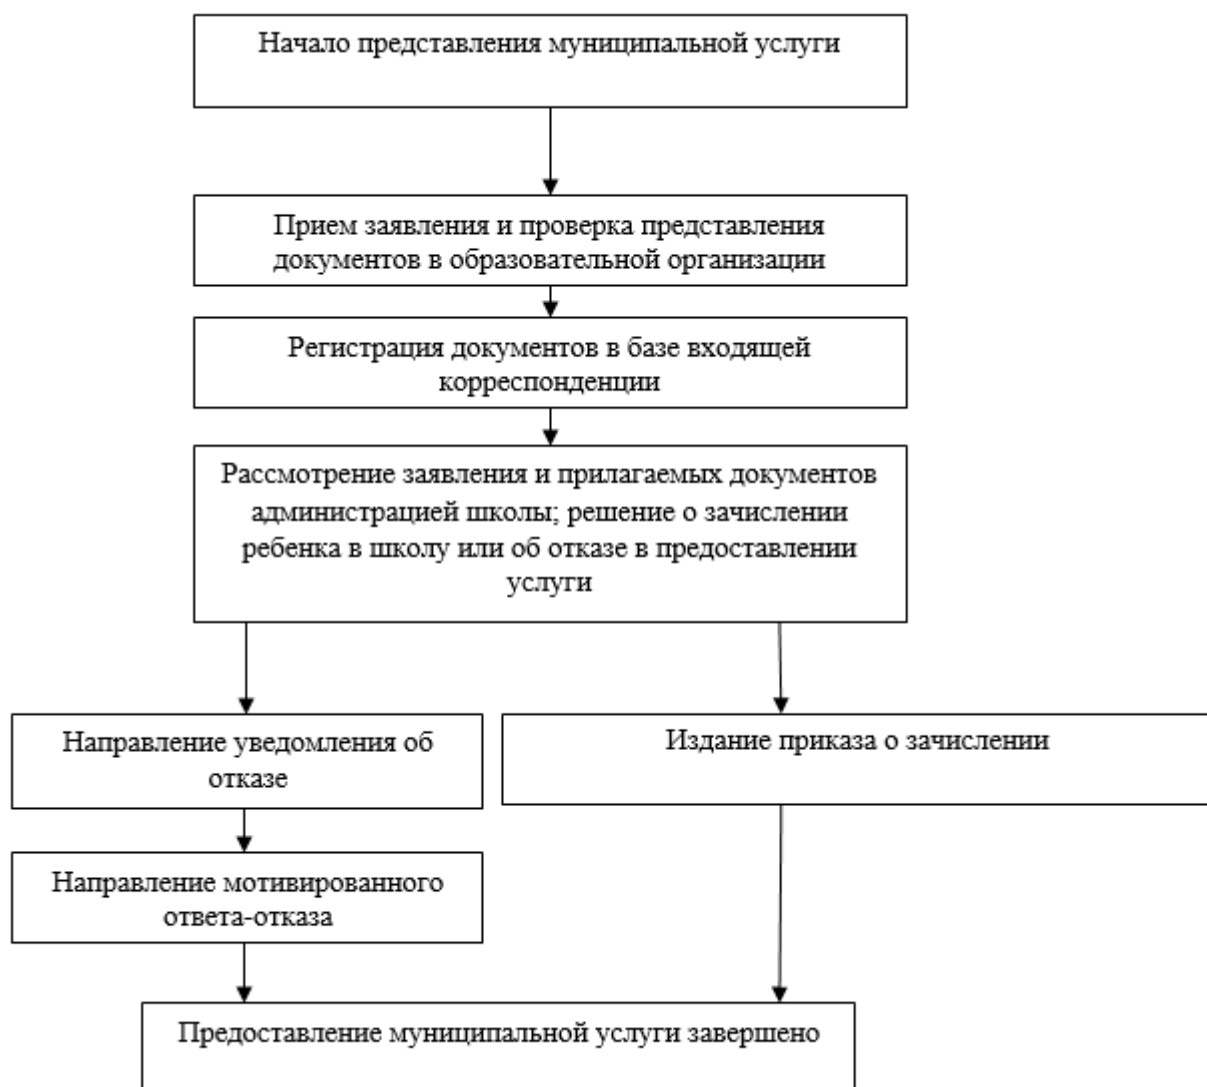 Начало представления муниципальной услуги
Прием заявления и проверка представления
документов в образовательной организации
Регистрация документов в базе входящей
корреспонденции
Рассмотрение заявления и прилагаемых документов
администрацией школы; решение о зачислении
ребенка в школу или об отказе в предоставлении
услуги
Направление уведомления об
отказе
Издание приказа о зачислении
Направление мотивированного
ответа-отказа
Предоставление муниципальной услуги завершено